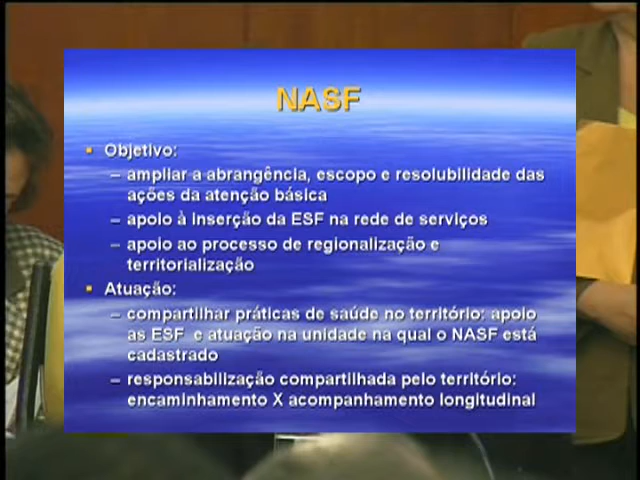 NASF
Objetivo:
– ampliar a abrangência, escopo e resolubilidade das
ações da atenção básica
– apoio à inserção da ESF na rede de serviços
– apoio ao processo de regionalização e
territorialização
Atuação:
– compartilhar práticas de saúde no território: apoio
as ESF e atuação na unidade na qual o NASF está
cadastrado
– responsabilização compartilhada pelo território:
encaminhamento X acompanhamento longitudinal